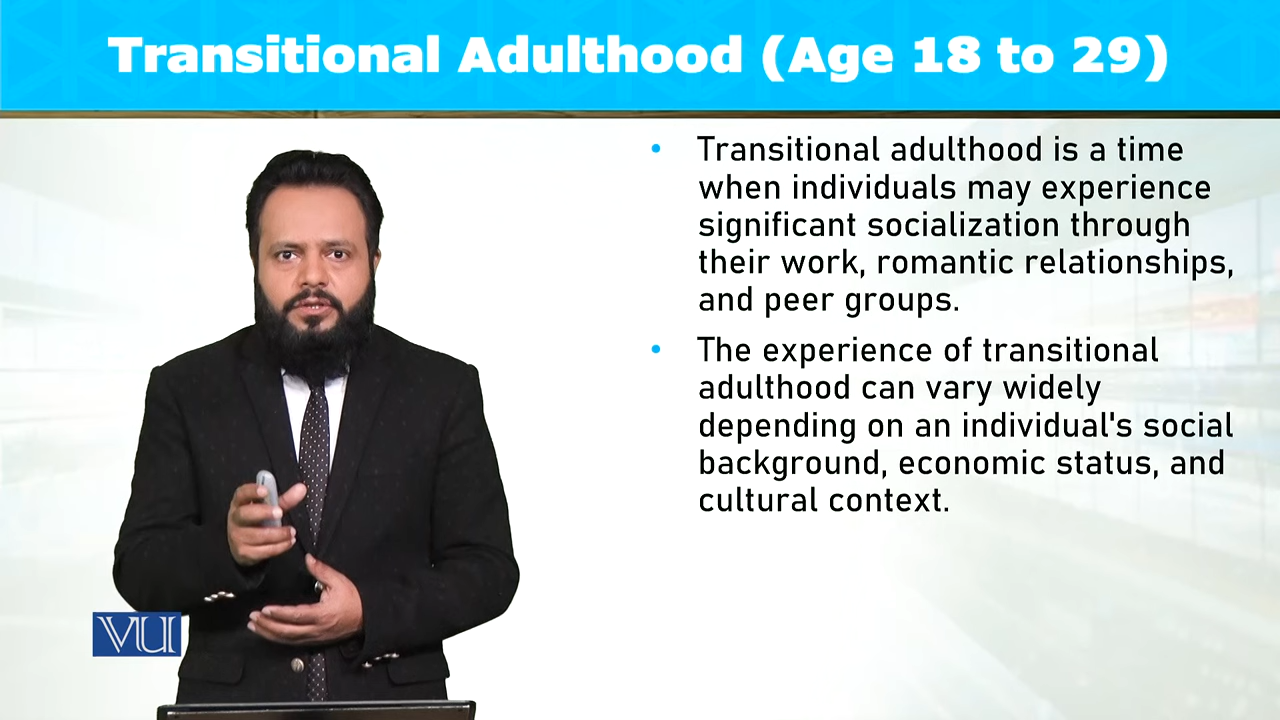 Transitional Adulthood (Age 18 to 29)
• Transitional adulthood is a time
when individuals may experience
significant socialization through
their work, romantic relationships,
and peer groups.
• The experience of transitional
adulthood can vary widely
depending on an individual's social
background, economic status, and
cultural context.
VU